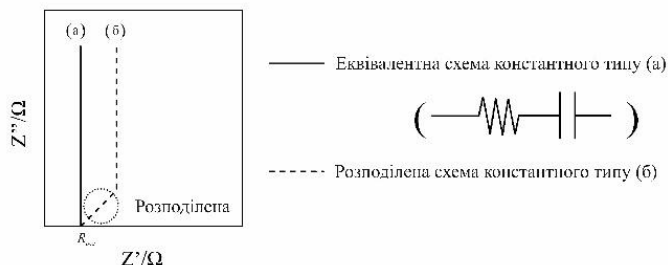 (а) (б)
Z''/Ω
Розподілена
Z'/Ω
Еквівалентна схема константного типу (а)
Розподілена схема константного типу (б)